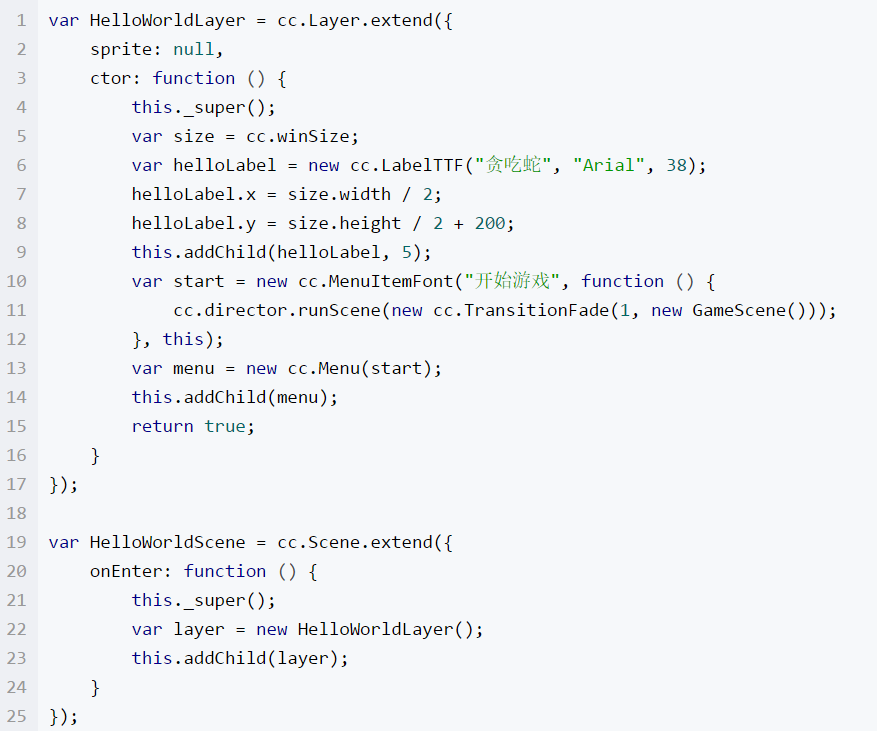 1 var HelloWorldLayer = cc.Layer.extend({
2     sprite: null,
3     ctor: function () {
4         this._super();
5         var size = cc.winSize;
6         var helloLabel = new cc.LabelTTF("贪吃蛇", "Arial", 38);
7         helloLabel.x = size.width / 2;
8         helloLabel.y = size.height / 2 + 200;
9         this.addChild(helloLabel, 5);
10         var start = new cc.MenuItemFont("开始游戏", function () {
11             cc.director.runScene(new cc.TransitionFade(1, new GameScene()));
12         }, this);
13         var menu = new cc.Menu(start);
14         this.addChild(menu);
15         return true;
16     }
17 });
18
19 var HelloWorldScene = cc.Scene.extend({
20     onEnter: function () {
21         this._super();
22         var layer = new HelloWorldLayer();
23         this.addChild(layer);
24     }
25 });